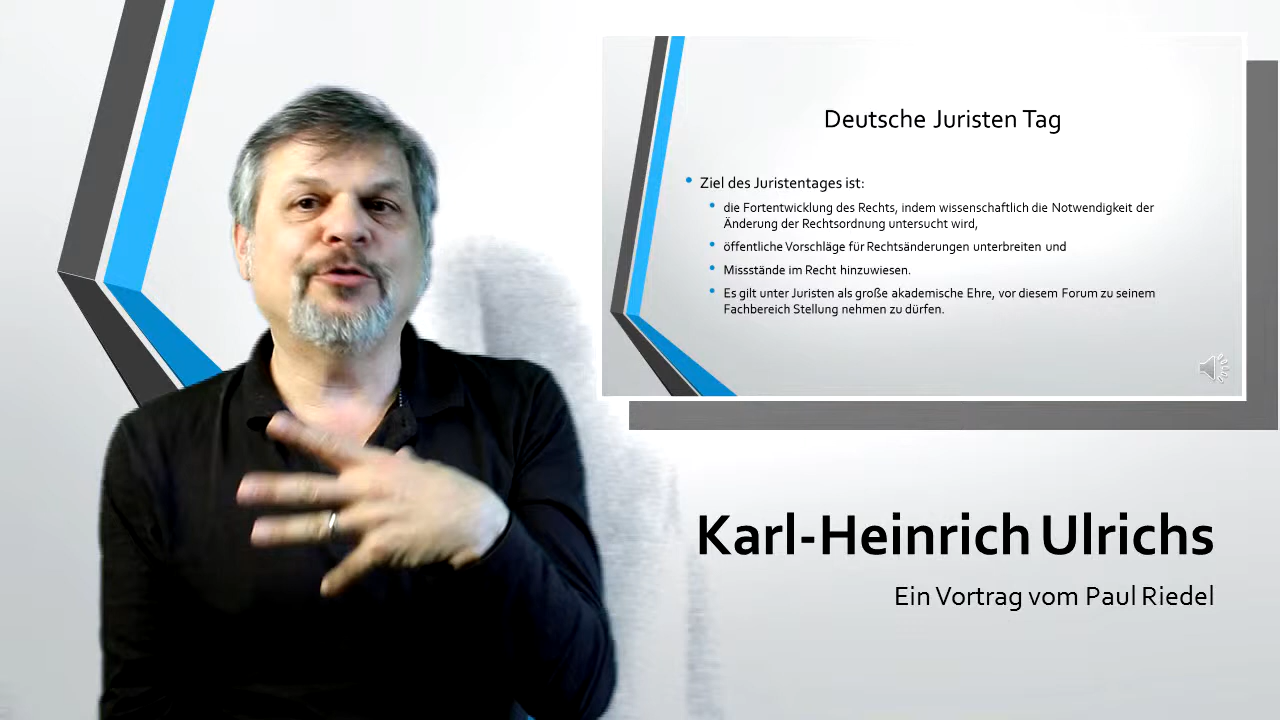 Deutsche Juristen Tag
Ziel des Juristentages ist:
die Fortentwicklung des Rechts, indem wissenschaftlich die Notwendigkeit der
Änderung der Rechtsordnung untersucht wird,
öffentliche Vorschläge für Rechtsänderungen unterbreiten und
Missstände im Recht hinzuwiesen.
Es gilt unter Juristen als große akademische Ehre, vor diesem Forum zu seinem
Fachbereich Stellung nehmen zu dürfen.
Karl-Heinrich Ulrichs
Ein Vortrag vom Paul Riedel